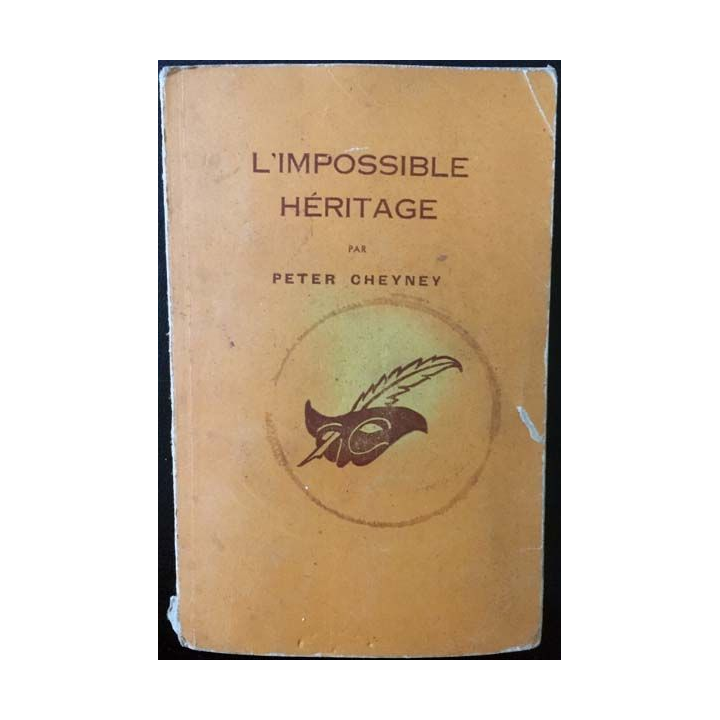 L'IMPOSSIBLE
HÉRITAGE
PAR
PETER CHEYNEY